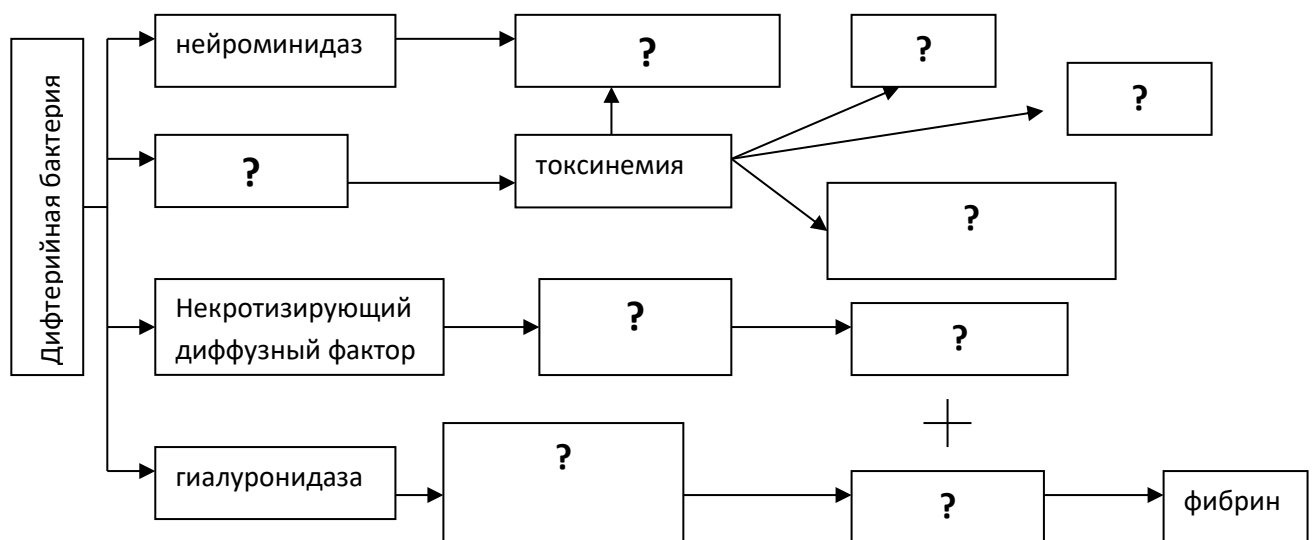 Дифтерийная бактерия
нейроминидаз
?
?
?
?
токсинемия
?
Некротизирующий
диффузный фактор
?
?
гиалуронидаза
?
?
фибрин